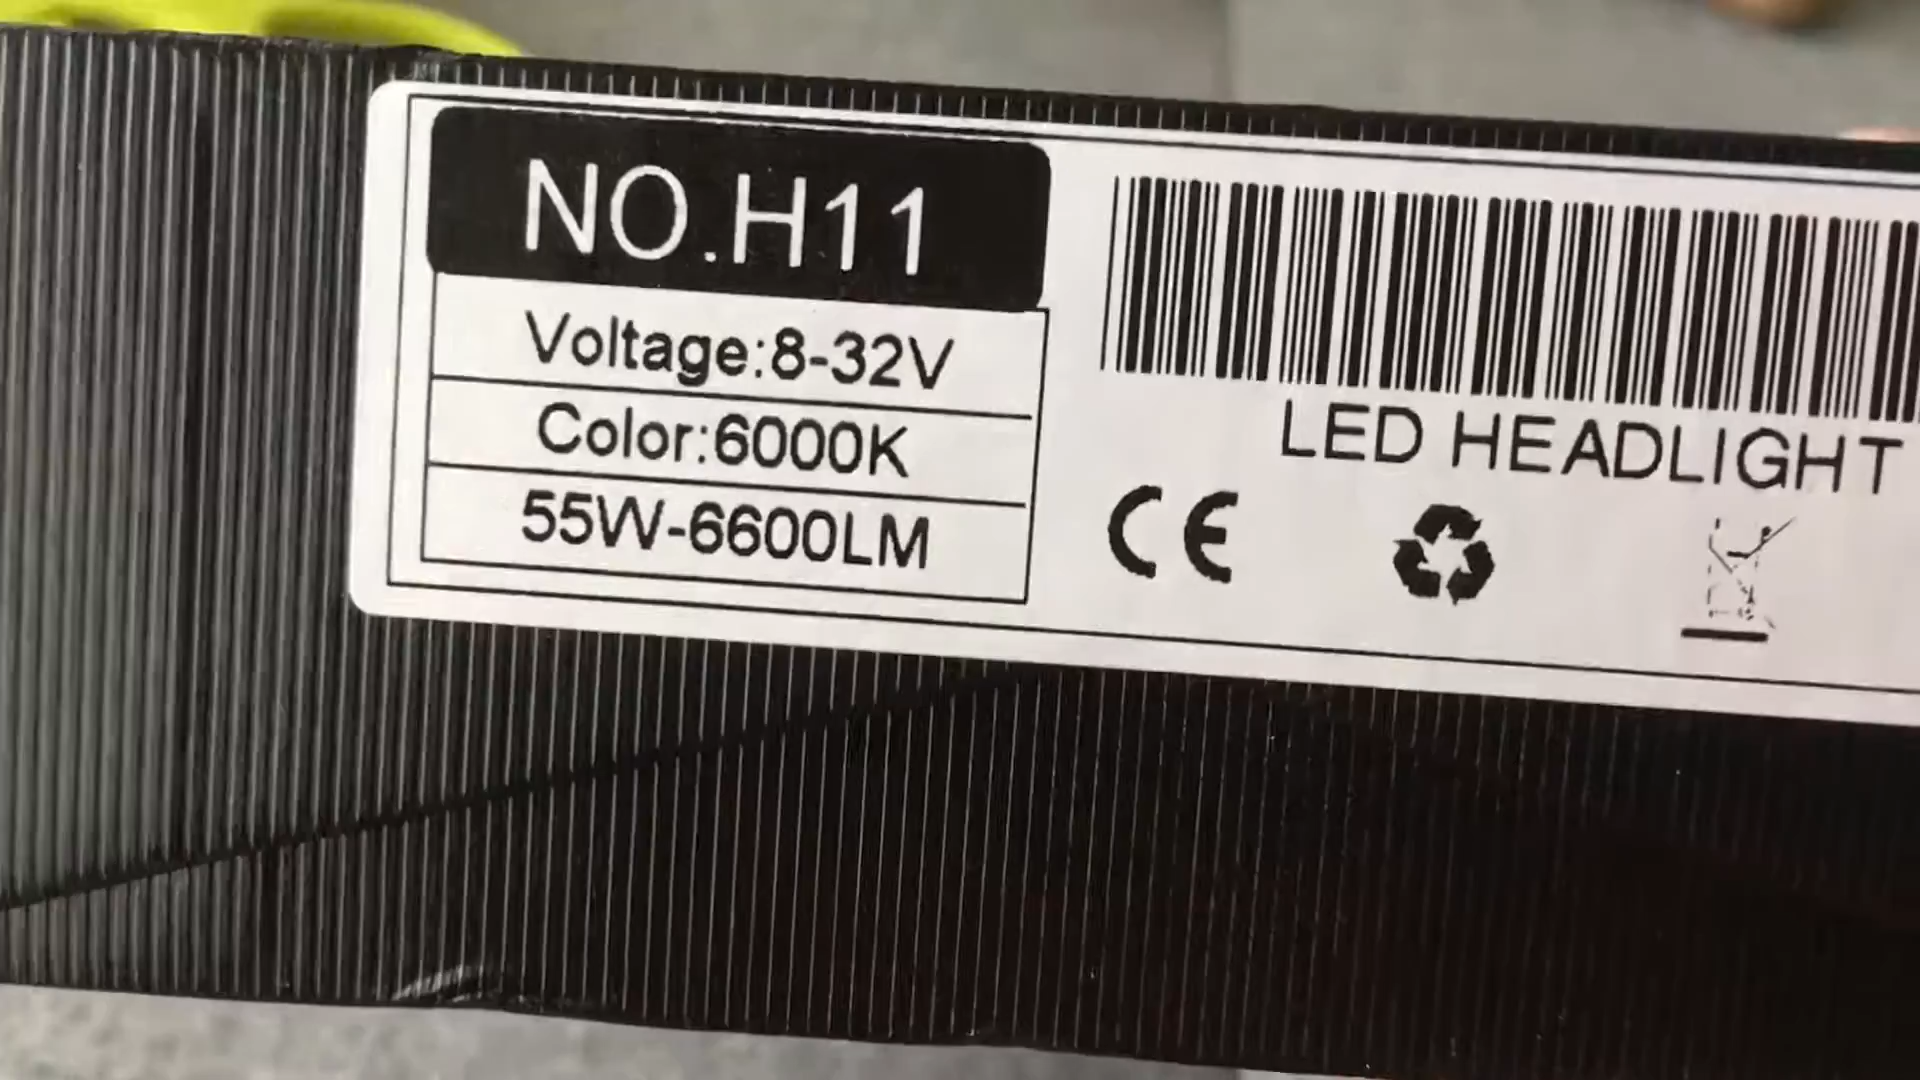 NO.H11
Voltage:8-32V
Color:6000K
55W-6600LM
LED HEADLIGHT
CE